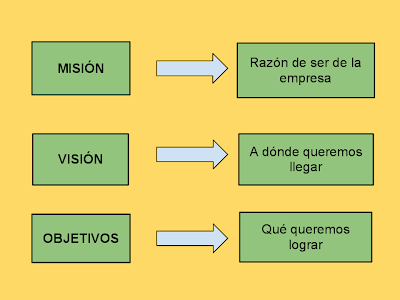 MISIÓN
Razón de ser de la
empresa
VISIÓN
A dónde queremos
llegar
OBJETIVOS
Qué queremos
lograr